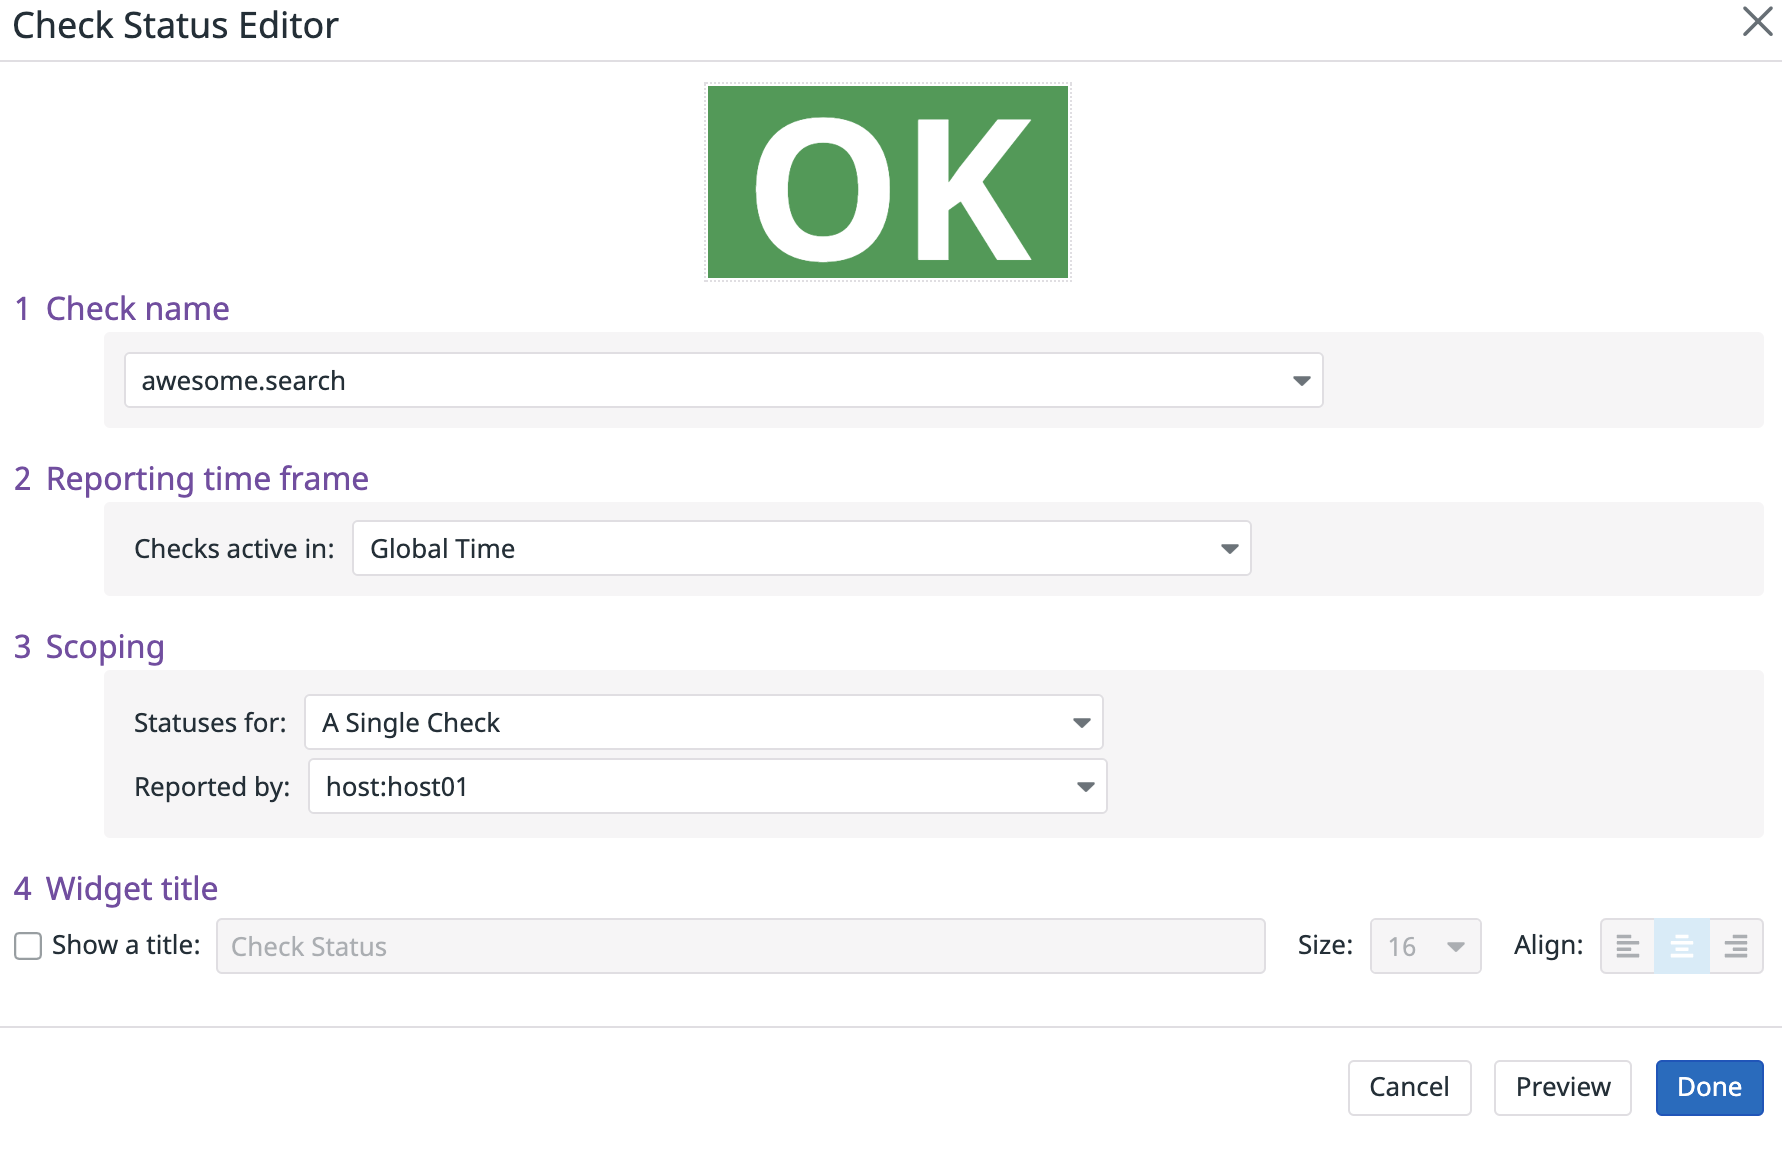 Check Status Editor
OK
1 Check name
awesome.search
2 Reporting time frame
Checks active in: Global Time
3 Scoping
Statuses for: A Single Check
Reported by: host:host01
4 Widget title
Show a title: Check Status Size: 16 Align:
Cancel Preview Done